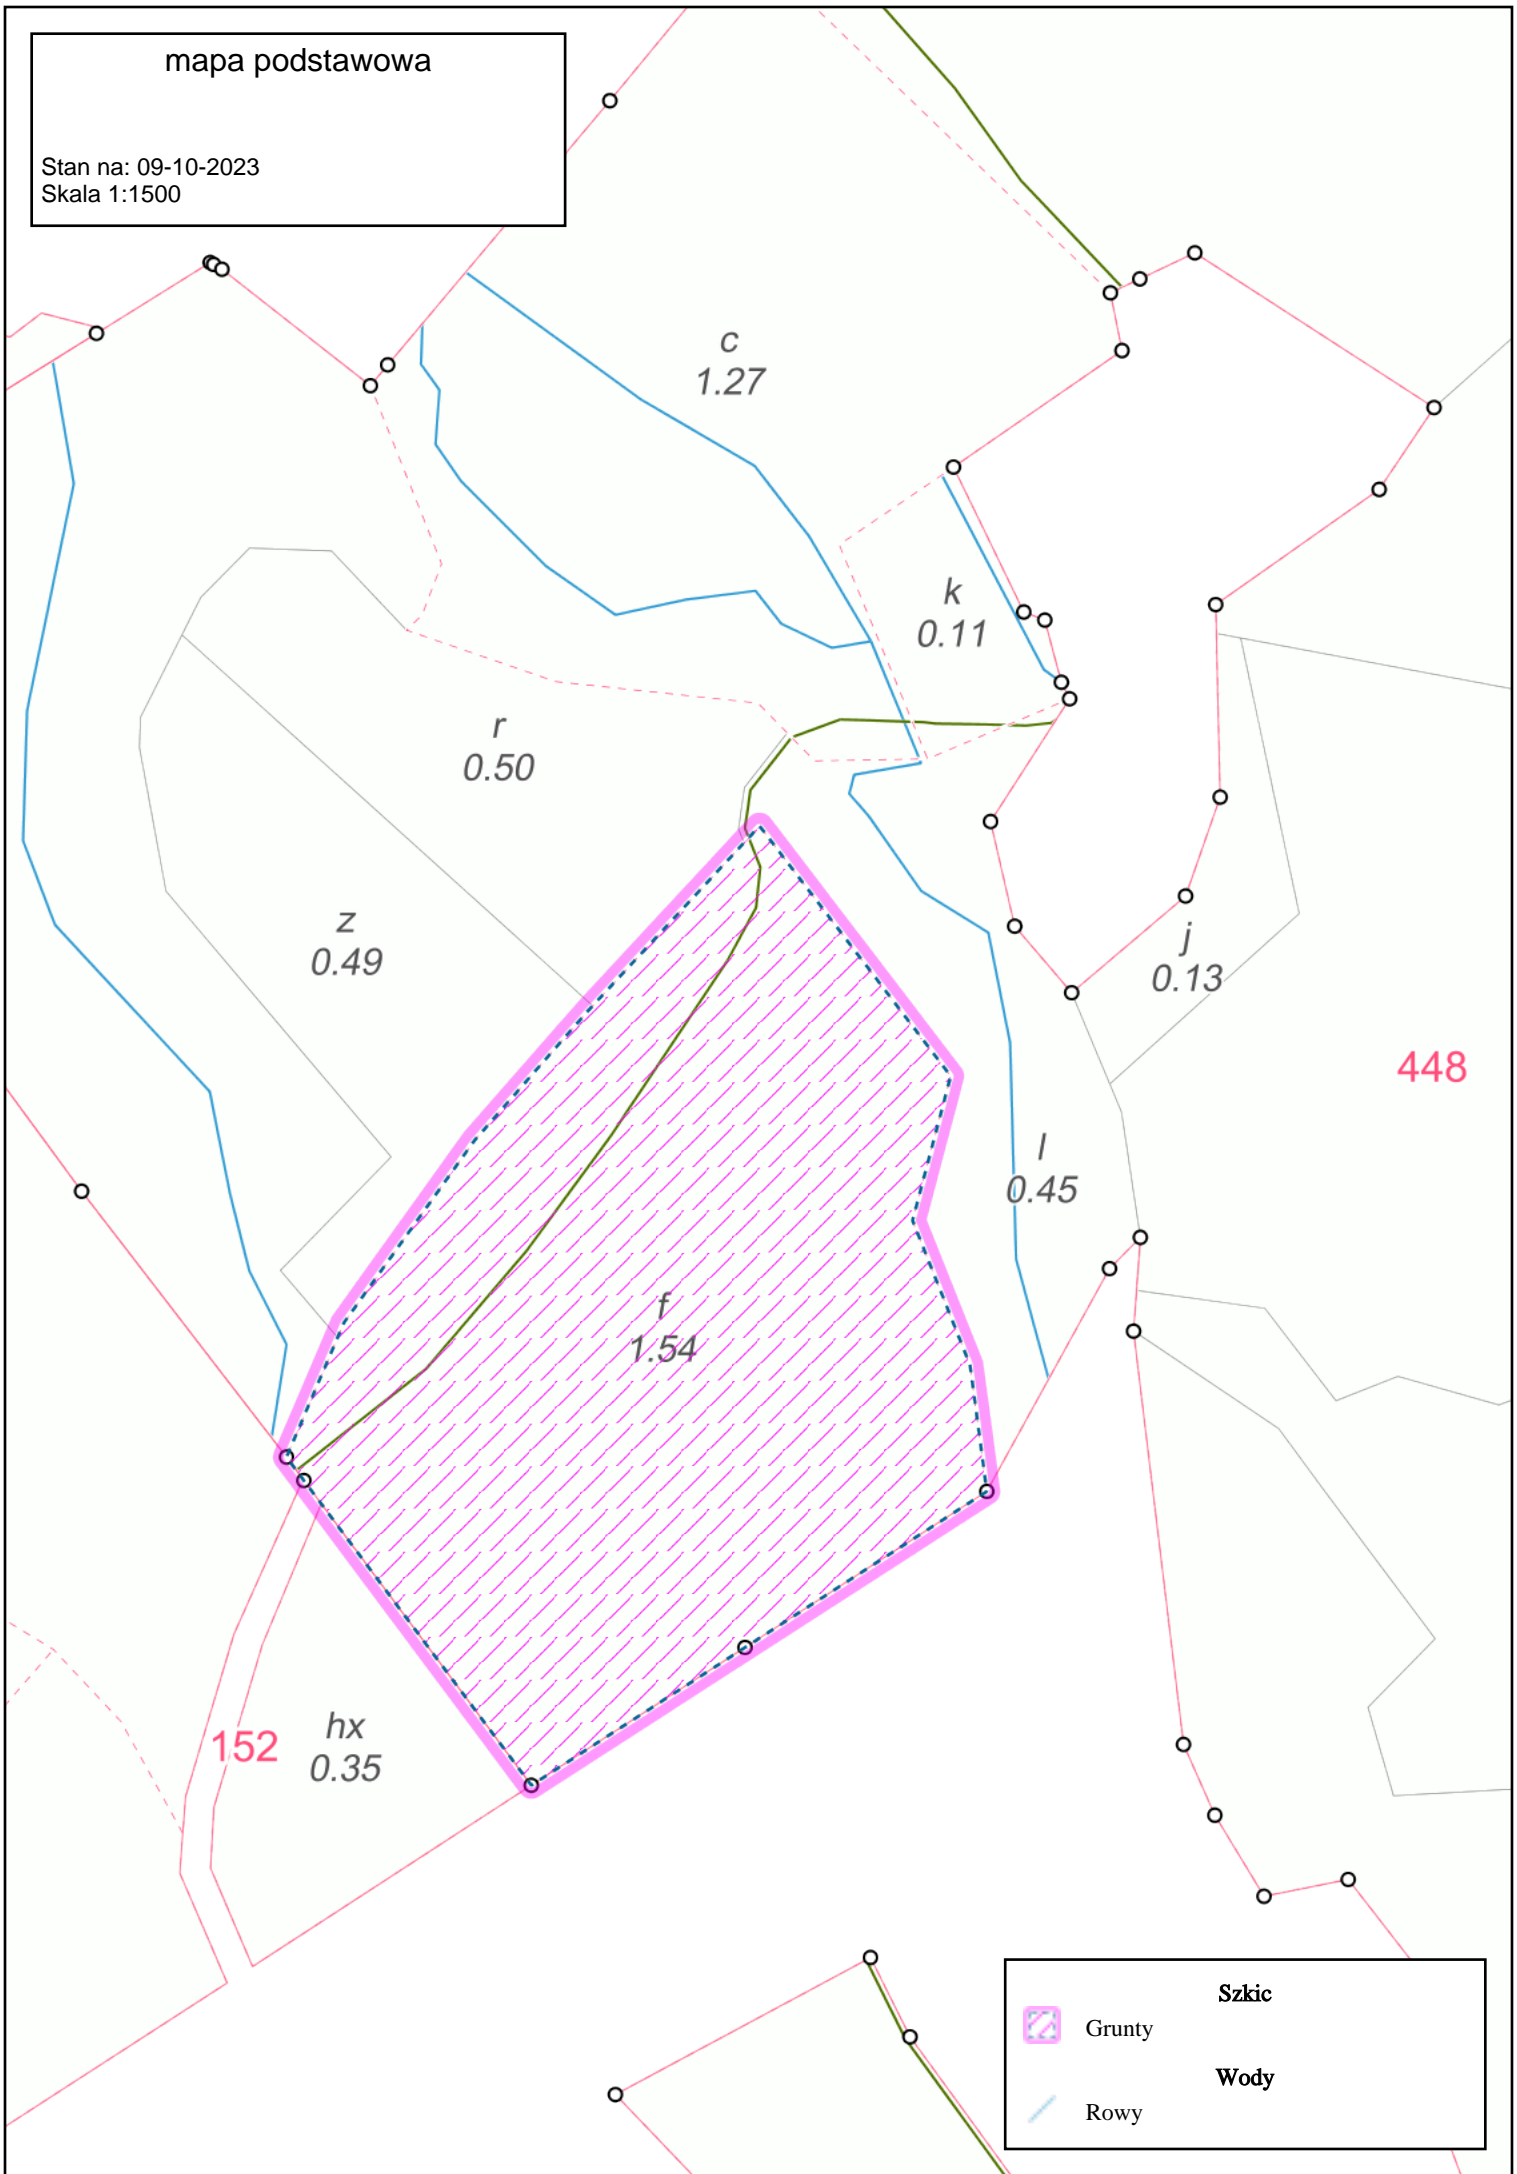 mapa podstawowa
Stan na: 09-10-2023
Skala 1:1500
c
1.27
k
0.11
r
0.50
z
0.49
j
0.13
448
l
0.45
f
1.54
152
hx
0.35
Szkic
Grunty
Wody
Rowy